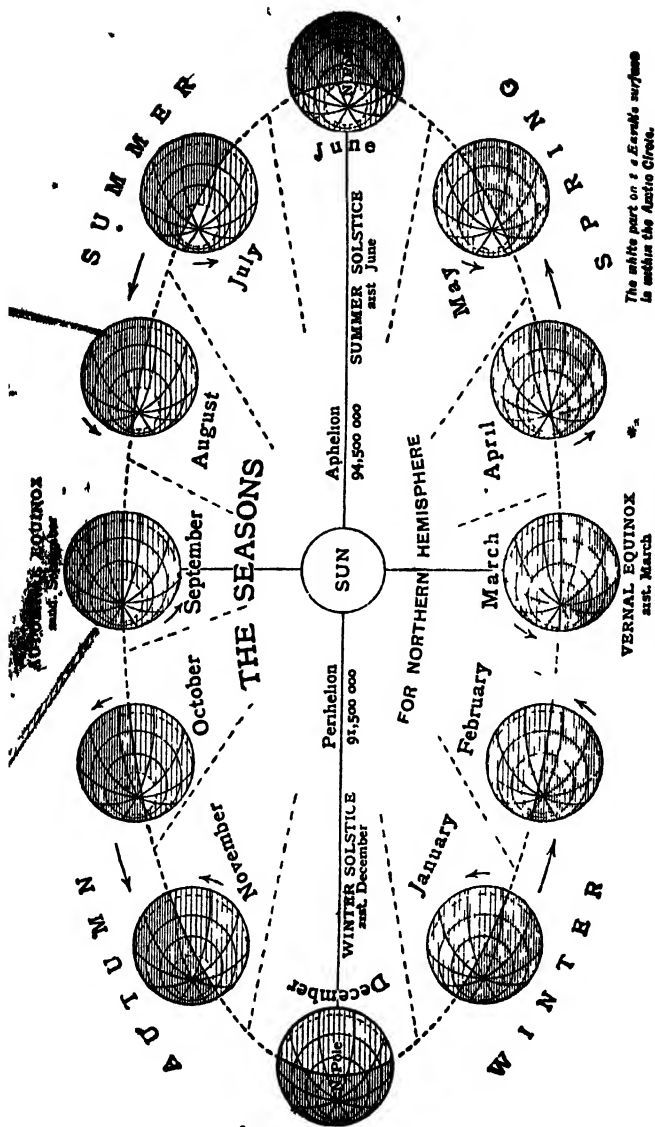 THE SEASONS
FOR NORTHERN HEMISPHERE
SUN
Perihelion
91,500 000
Aphelion
94,500 000
WINTER SOLSTICE
21st. December
SUMMER SOLSTICE
21st June
EQUINOX
VERNAL EQUINOX
21st. March
AUTUMN
SUMMER
WINTER
SPRING
December
N Pole
November
October
September
August
July
June
May
April
March
February
January
The white part on Earth's surface
is within the Arctic Circle.